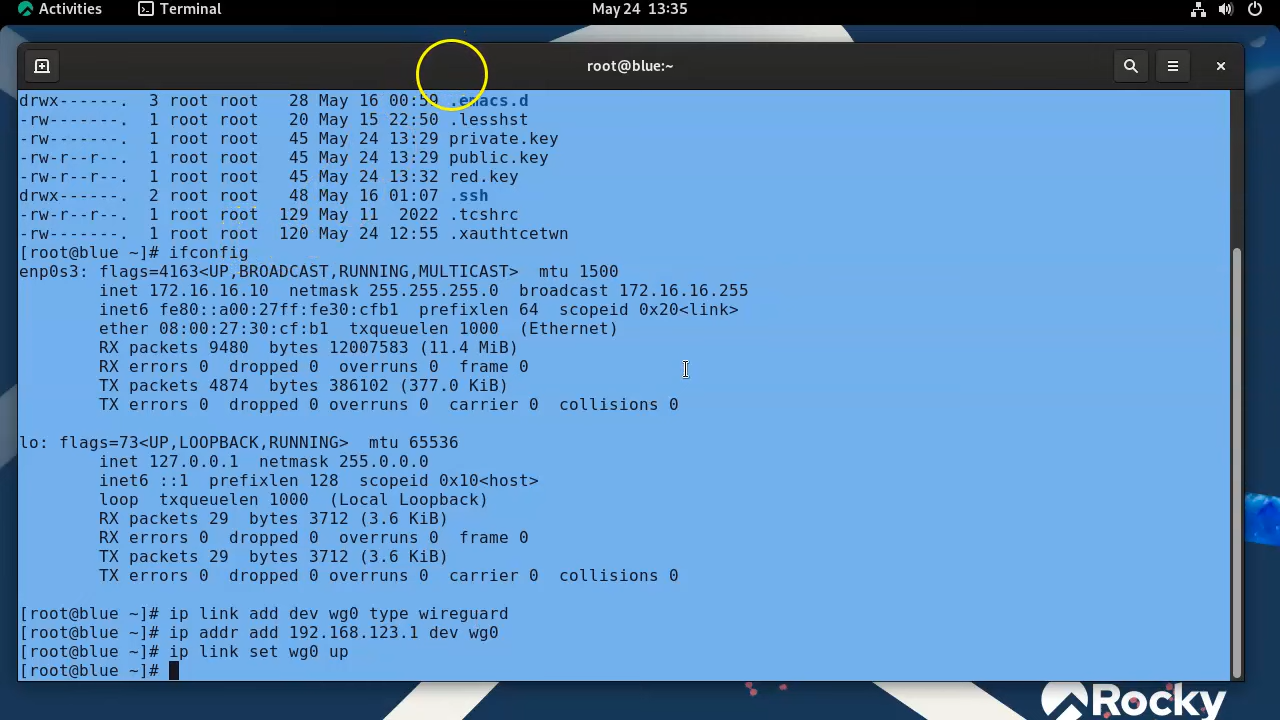 Activities Terminal May 24 13:35
root@blue:~
drwx------. 3 root root 28 May 16 00:59 .emacs.d
-rw-------. 1 root root 20 May 15 22:50 .lesshst
-rw-------. 1 root root 45 May 24 13:29 private.key
-rw-r--r--. 1 root root 45 May 24 13:29 public.key
-rw-r--r--. 1 root root 45 May 24 13:32 red.key
drwx------. 2 root root 48 May 16 01:07 .ssh
-rw-r--r--. 1 root root 129 May 11 2022 .tcshrc
-rw-------. 1 root root 120 May 24 12:55 .xauthtcetwn
[root@blue ~]# ifconfig
enp0s3: flags=4163<UP,BROADCAST,RUNNING,MULTICAST> mtu 1500
inet 172.16.16.10 netmask 255.255.255.0 broadcast 172.16.16.255
inet6 fe80::a00:27ff:fe30:cfb1 prefixlen 64 scopeid 0x20<link>
ether 08:00:27:30:cf:b1 txqueuelen 1000 (Ethernet)
RX packets 9480 bytes 12007583 (11.4 MiB)
RX errors 0 dropped 0 overruns 0 frame 0
TX packets 4874 bytes 386102 (377.0 KiB)
TX errors 0 dropped 0 overruns 0 carrier 0 collisions 0
lo: flags=73<UP,LOOPBACK,RUNNING> mtu 65536
inet 127.0.0.1 netmask 255.0.0.0
inet6 ::1 prefixlen 128 scopeid 0x10<host>
loop txqueuelen 1000 (Local Loopback)
RX packets 29 bytes 3712 (3.6 KiB)
RX errors 0 dropped 0 overruns 0 frame 0
TX packets 29 bytes 3712 (3.6 KiB)
TX errors 0 dropped 0 overruns 0 carrier 0 collisions 0
[root@blue ~]# ip link add dev wg0 type wireguard
[root@blue ~]# ip addr add 192.168.123.1 dev wg0
[root@blue ~]# ip link set wg0 up
[root@blue ~]#
Rocky